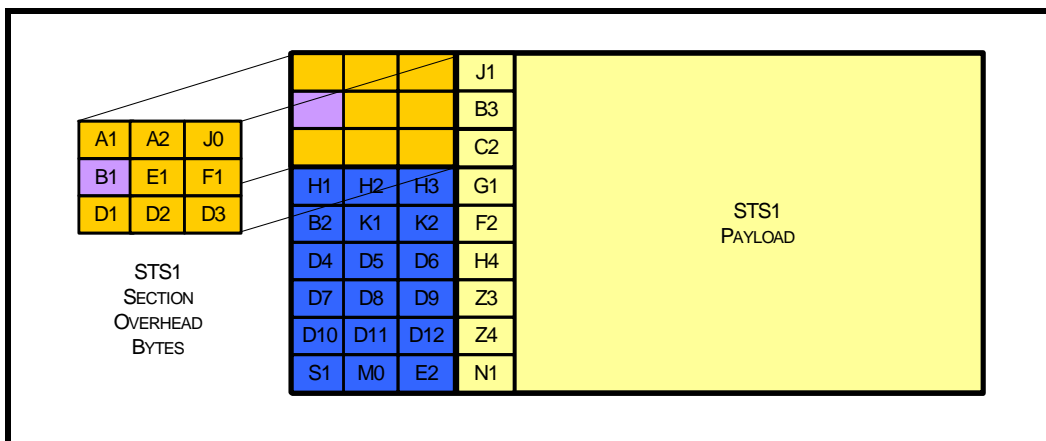 J1
B3
C2
A1 A2 J0
B1 E1 F1
D1 D2 D3
STS1
SECTION
OVERHEAD
BYTES
H1 H2 H3 G1
B2 K1 K2 F2
D4 D5 D6 H4
D7 D8 D9 Z3
D10 D11 D12 Z4
S1 M0 E2 N1
STS1
PAYLOAD